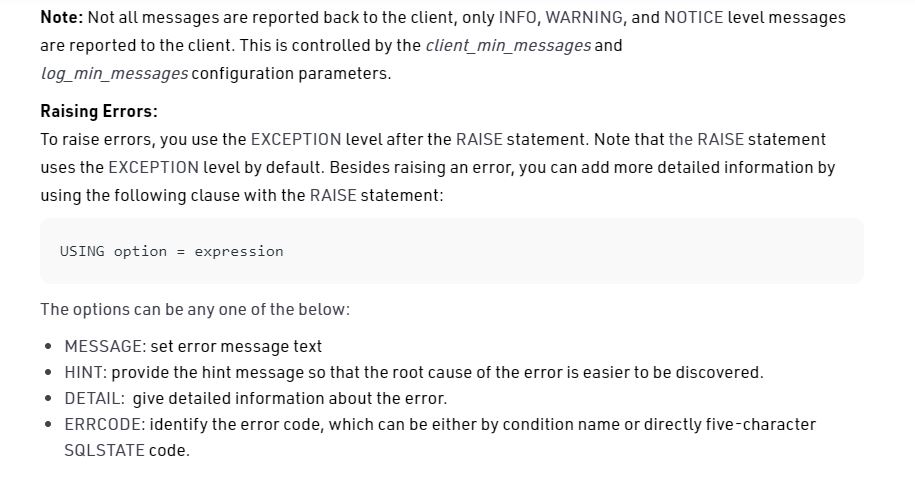 Note: Not all messages are reported back to the client, only INFO, WARNING, and NOTICE level messages
are reported to the client. This is controlled by the client_min_messages and
log_min_messages configuration parameters.
Raising Errors:
To raise errors, you use the EXCEPTION level after the RAISE statement. Note that the RAISE statement
uses the EXCEPTION level by default. Besides raising an error, you can add more detailed information by
using the following clause with the RAISE statement:
USING option = expression
The options can be any one of the below:
• MESSAGE: set error message text
• HINT: provide the hint message so that the root cause of the error is easier to be discovered.
• DETAIL:  give detailed information about the error.
• ERRCODE: identify the error code, which can be either by condition name or directly five-character
SQLSTATE code.